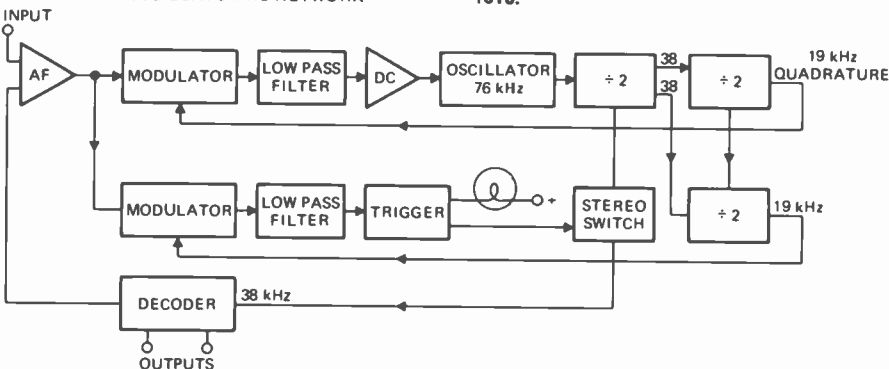 INPUT
AF
MODULATOR
LOW PASS
FILTER
DC
OSCILLATOR
76 kHz
÷ 2
38
38
÷ 2
19 kHz
QUADRATURE
MODULATOR
LOW PASS
FILTER
TRIGGER
+
STEREO
SWITCH
÷ 2
19 kHz
DECODER
38 kHz
OUTPUTS